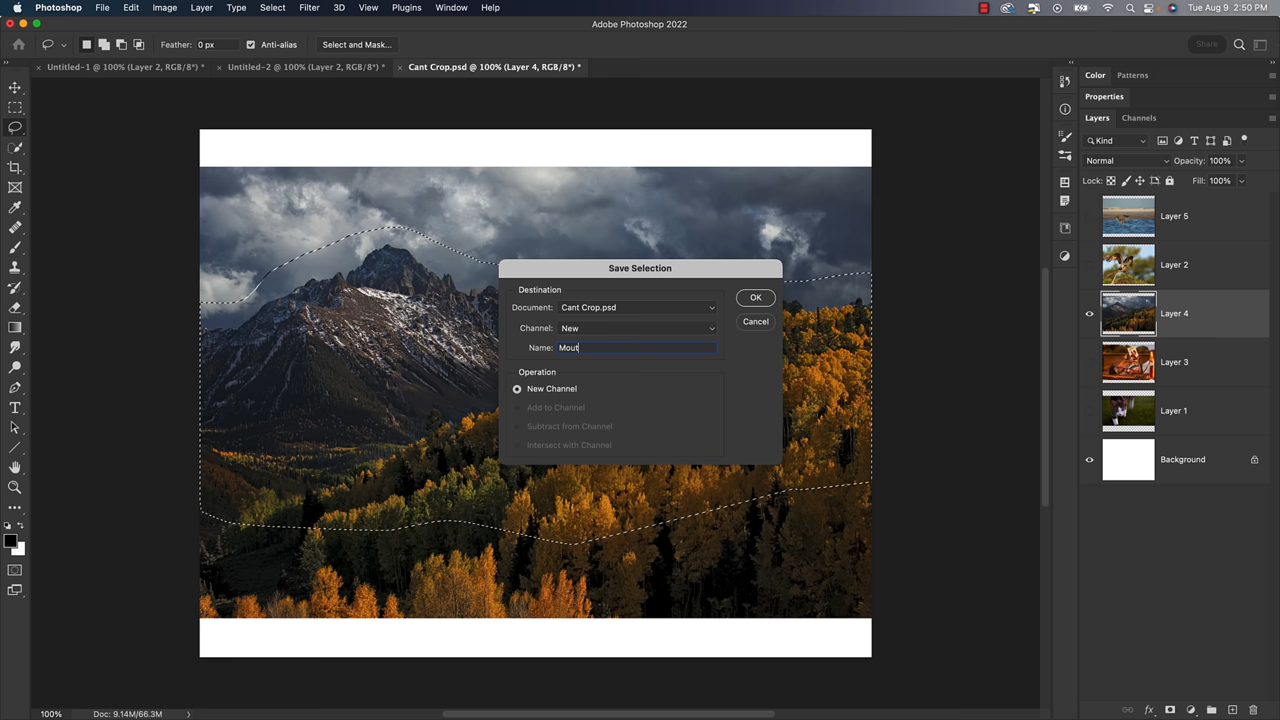 Photoshop File Edit Image Layer Type Select Filter 3D View Plugins Window Help Tue Aug 9 2:50 PM
Adobe Photoshop 2022
Feather: 0 px Anti-alias Select and Mask... Share
Untitled-1 @ 100% (Layer 2, RGB/8*) * Untitled-2 @ 100% (Layer 2, RGB/8*) * Cant Crop.psd @ 100% (Layer 4, RGB/8*) *
Color Patterns
Properties
Layers Channels
Kind
Normal Opacity: 100%
Lock: Fill: 100%
Layer 5
Layer 2
Layer 4
Layer 3
Layer 1
Background
Save Selection
Destination
Document: Cant Crop.psd
Channel: New
Name: Mout
OK
Cancel
Operation
New Channel
Add to Channel
Subtract from Channel
Intersect with Channel
100% Doc: 9.14M/66.3M